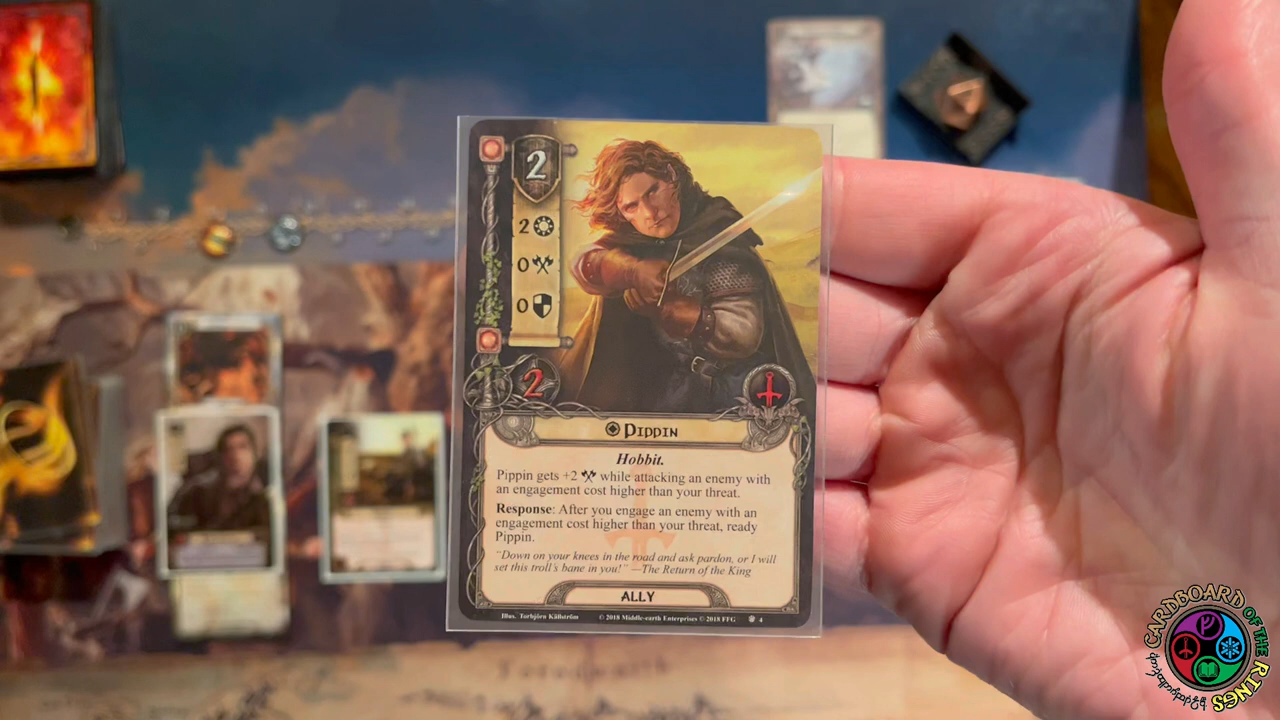 2
2
0
0
2
PIPPIN
Hobbit.
Pippin gets +2 while attacking an enemy with
an engagement cost higher than your threat.
Response: After you engage an enemy with an
engagement cost higher than your threat, ready
Pippin.
"Down on your knees in the road and ask pardon, or I will
set this troll's bane in you!" —The Return of the King
ALLY
Illus. Torbjörn Källström © 2018 Middle-earth Enterprises © 2018 FFG 4
CARDBOARD OF THE RINGS